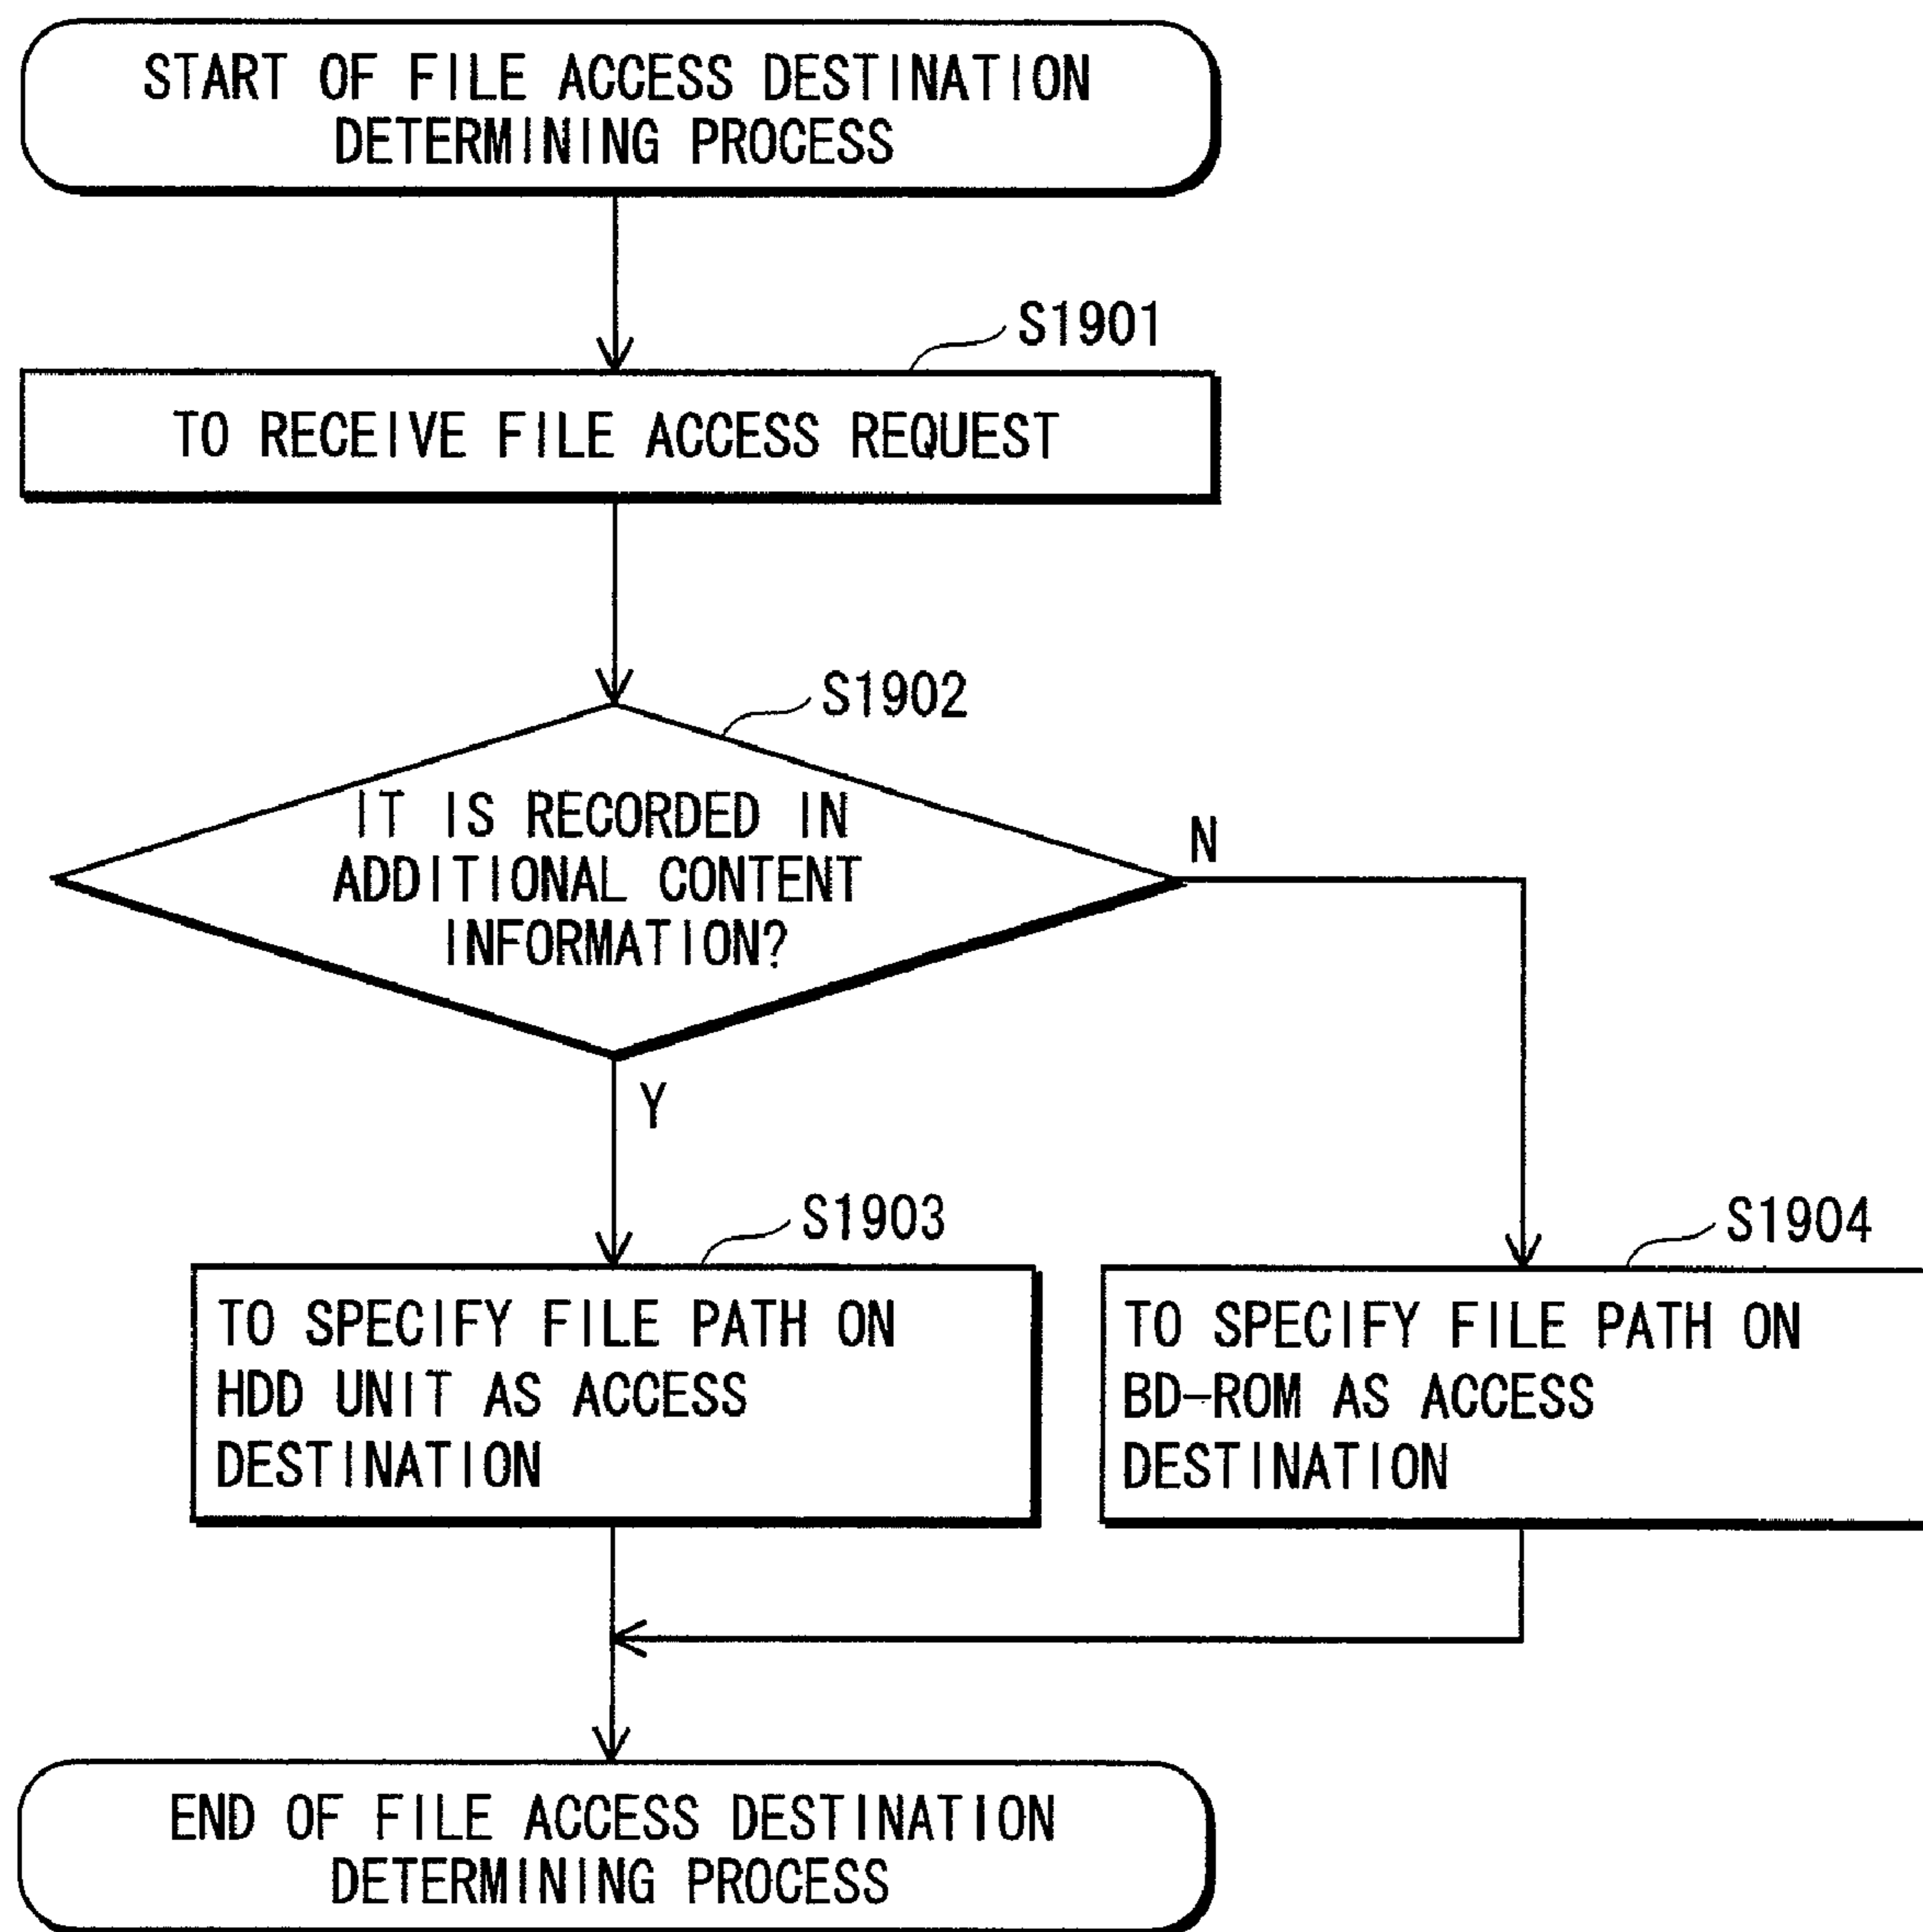 START OF FILE ACCESS DESTINATION
DETERMINING PROCESS
S1901
TO RECEIVE FILE ACCESS REQUEST
S1902
IT IS RECORDED IN
ADDITIONAL CONTENT
INFORMATION?
N
Y
S1903
TO SPECIFY FILE PATH ON
HDD UNIT AS ACCESS
DESTINATION
S1904
TO SPECIFY FILE PATH ON
BD-ROM AS ACCESS
DESTINATION
END OF FILE ACCESS DESTINATION
DETERMINING PROCESS